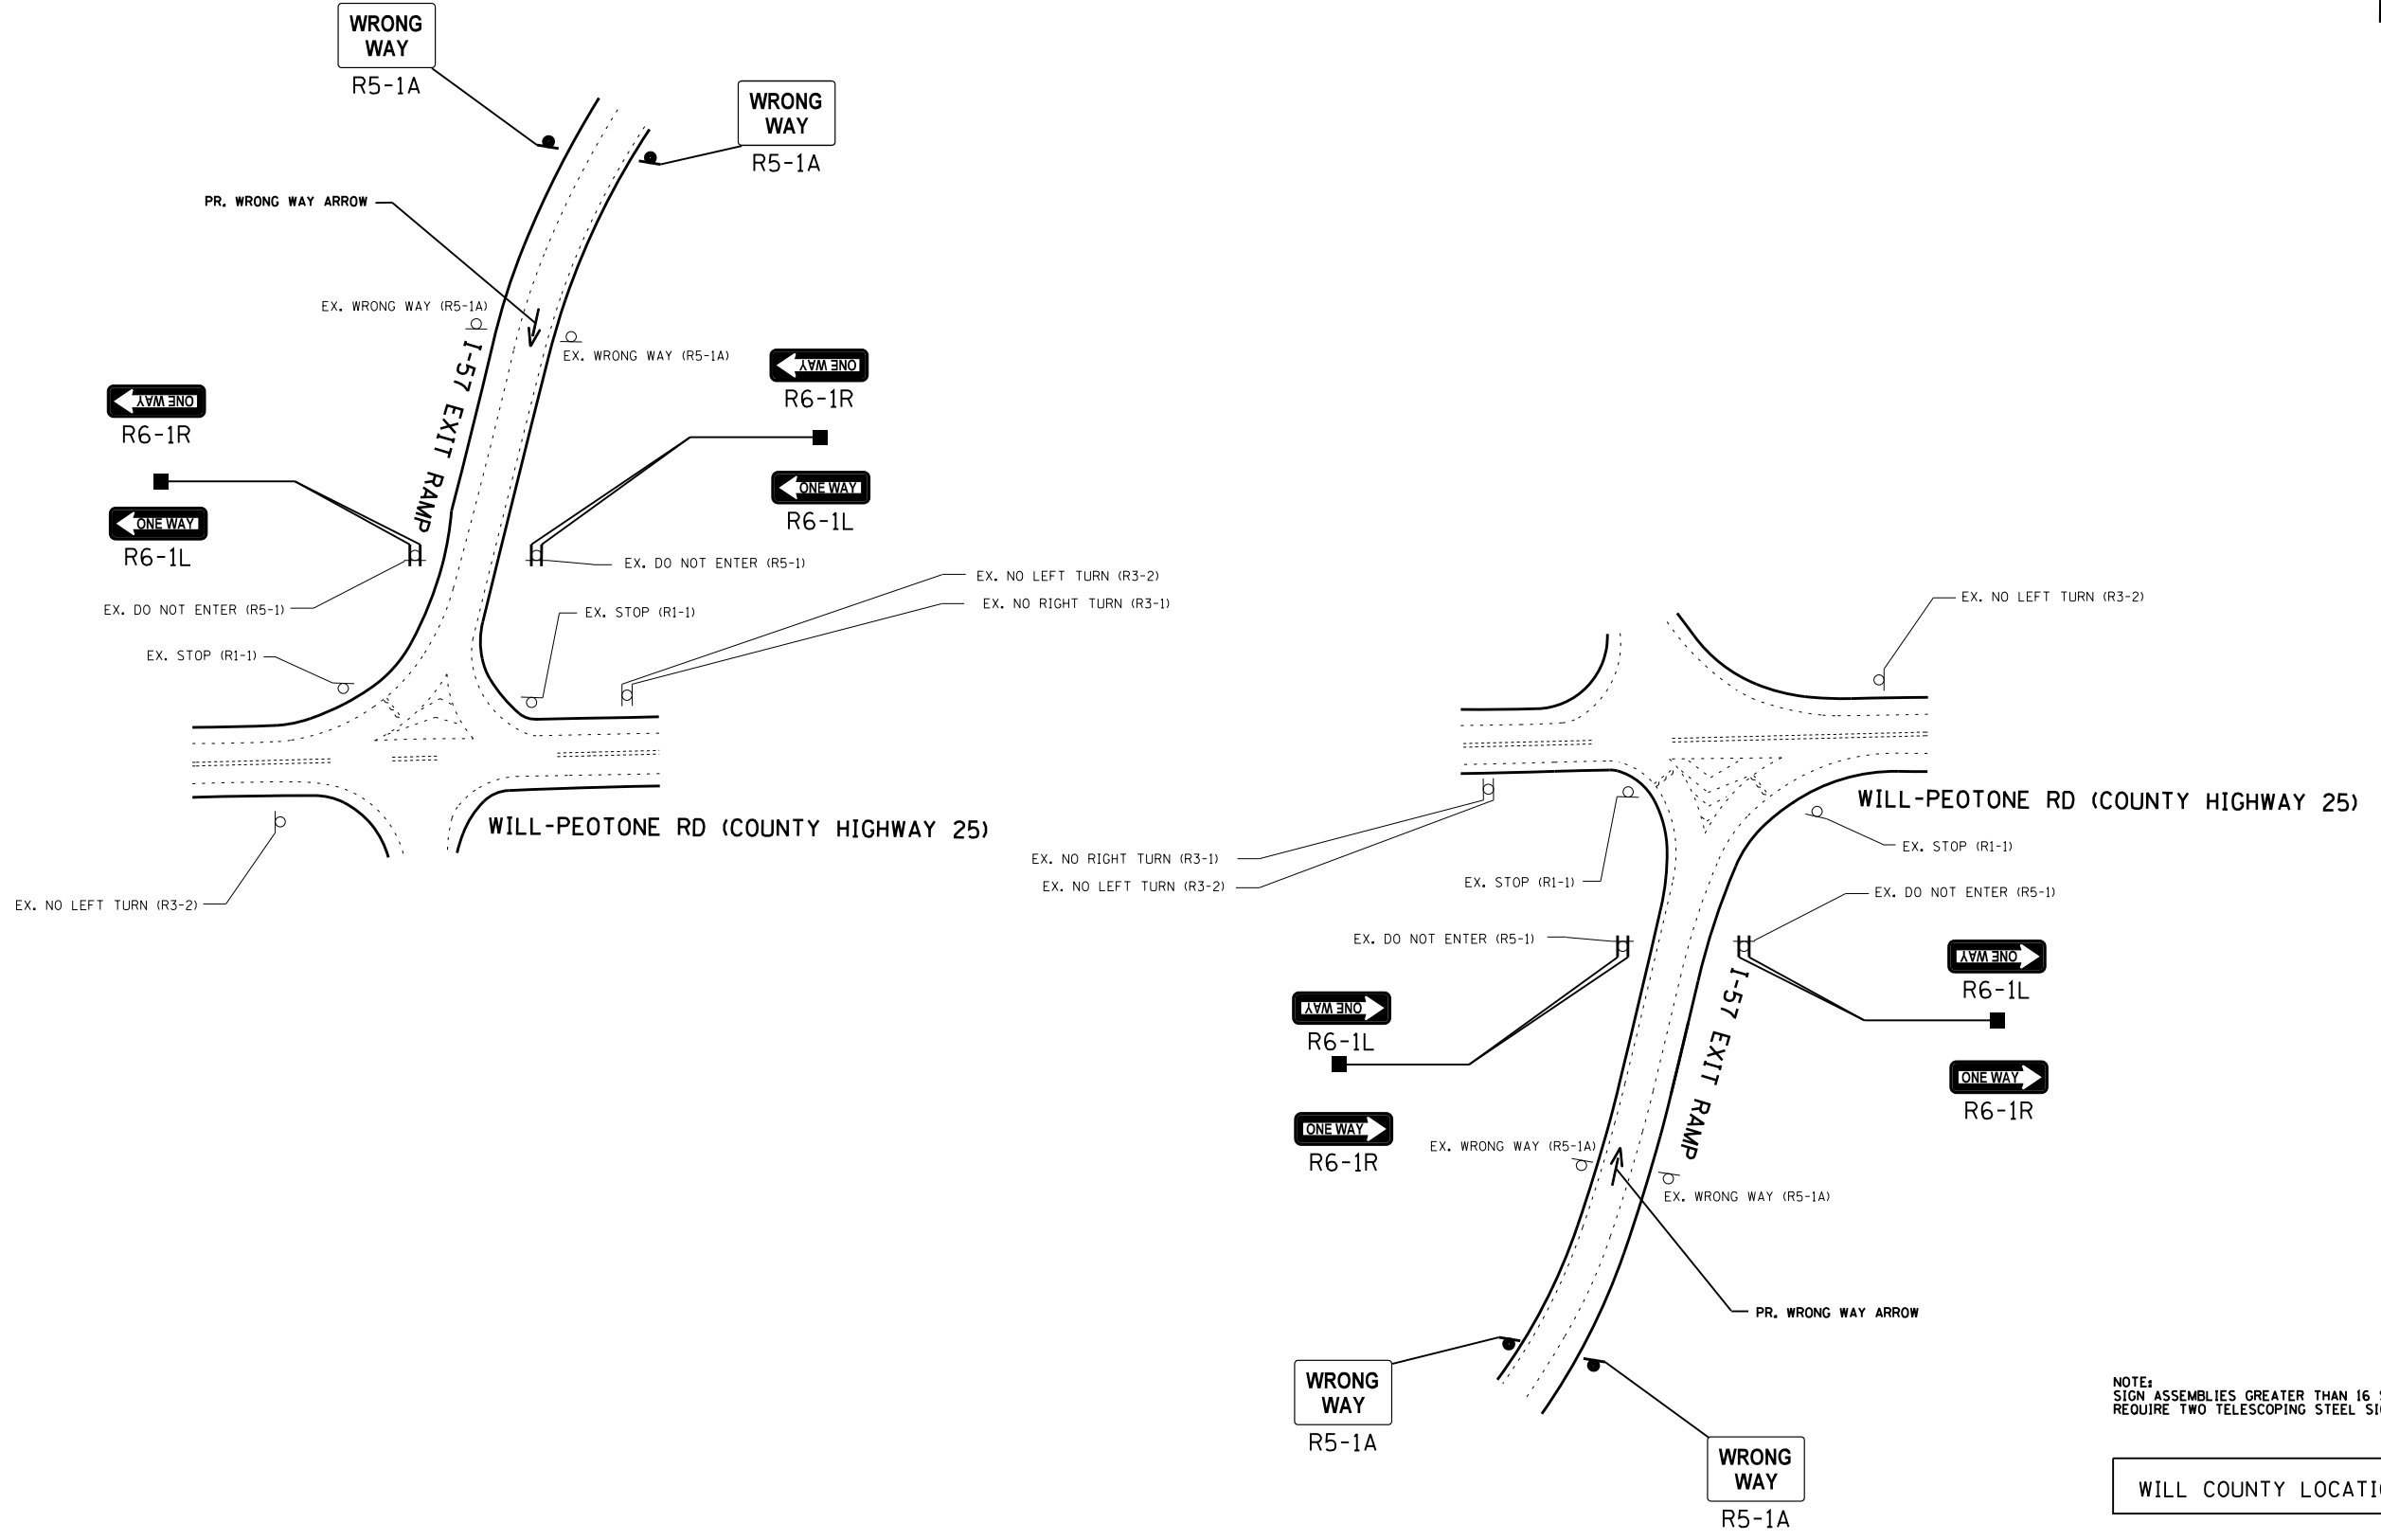 WRONG
WAY
R5-1A
WRONG
WAY
R5-1A
PR. WRONG WAY ARROW
EX. WRONG WAY (R5-1A)
EX. WRONG WAY (R5-1A)
I-57 EXIT RAMP
ONE WAY
R6-1R
ONE WAY
R6-1L
ONE WAY
R6-1R
ONE WAY
R6-1L
EX. DO NOT ENTER (R5-1)
EX. DO NOT ENTER (R5-1)
EX. STOP (R1-1)
EX. STOP (R1-1)
EX. NO LEFT TURN (R3-2)
EX. NO RIGHT TURN (R3-1)
WILL-PEOTONE RD (COUNTY HIGHWAY 25)
EX. NO LEFT TURN (R3-2)
EX. NO LEFT TURN (R3-2)
WILL-PEOTONE RD (COUNTY HIGHWAY 25)
EX. NO RIGHT TURN (R3-1)
EX. NO LEFT TURN (R3-2)
EX. STOP (R1-1)
EX. STOP (R1-1)
EX. DO NOT ENTER (R5-1)
EX. DO NOT ENTER (R5-1)
ONE WAY
R6-1L
ONE WAY
R6-1R
ONE WAY
R6-1L
ONE WAY
R6-1R
I-57 EXIT RAMP
EX. WRONG WAY (R5-1A)
EX. WRONG WAY (R5-1A)
PR. WRONG WAY ARROW
WRONG
WAY
R5-1A
WRONG
WAY
R5-1A
NOTE:
SIGN ASSEMBLIES GREATER THAN 16
REQUIRE TWO TELESCOPING STEEL
WILL COUNTY